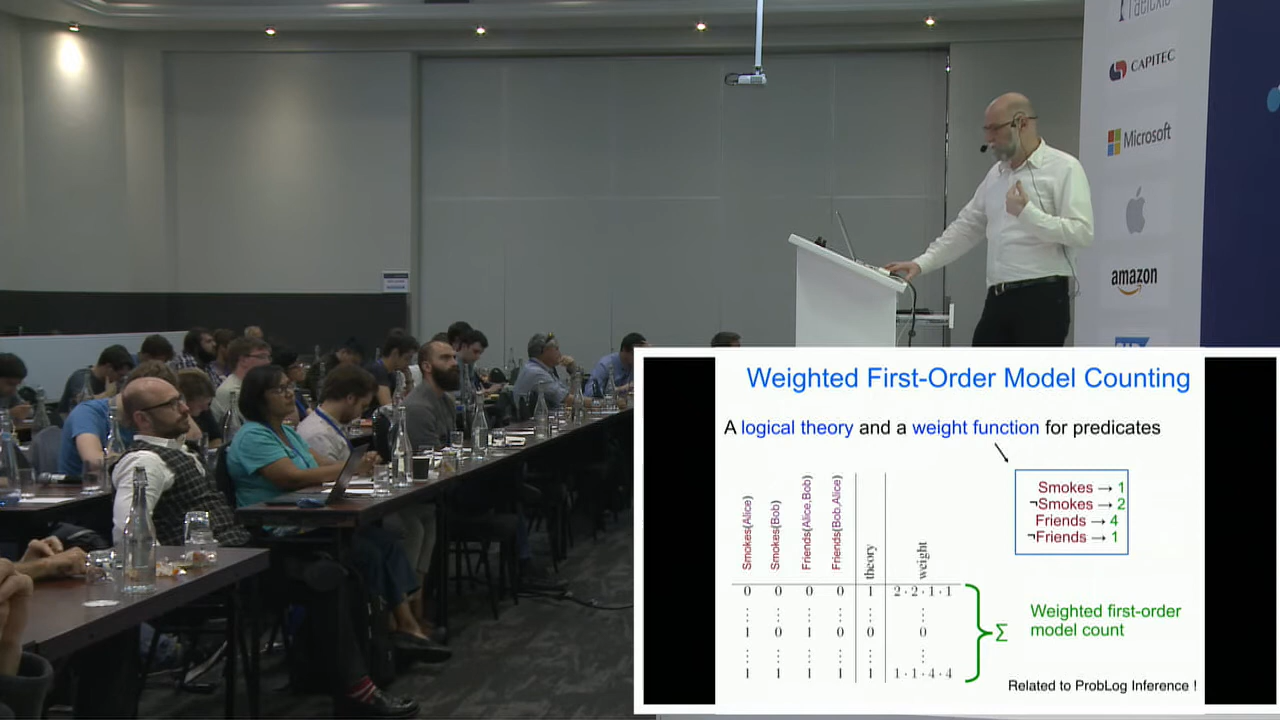 CAPITEC
Microsoft
amazon
Weighted First-Order Model Counting
A logical theory and a weight function for predicates
Smokes → 1
¬Smokes → 2
Friends → 4
¬Friends → 1
Smokes(Alice)
Smokes(Bob)
Friends(Alice,Bob)
Friends(Bob,Alice)
theory
weight
0 0 0 0 1 2 · 2 · 1 · 1
⋮ ⋮ ⋮ ⋮ ⋮ ⋮
1 0 1 0 0 0
⋮ ⋮ ⋮ ⋮ ⋮ ⋮
1 1 1 1 1 1 · 1 · 4 · 4
Σ
Weighted first-order
model count
Related to ProbLog Inference !